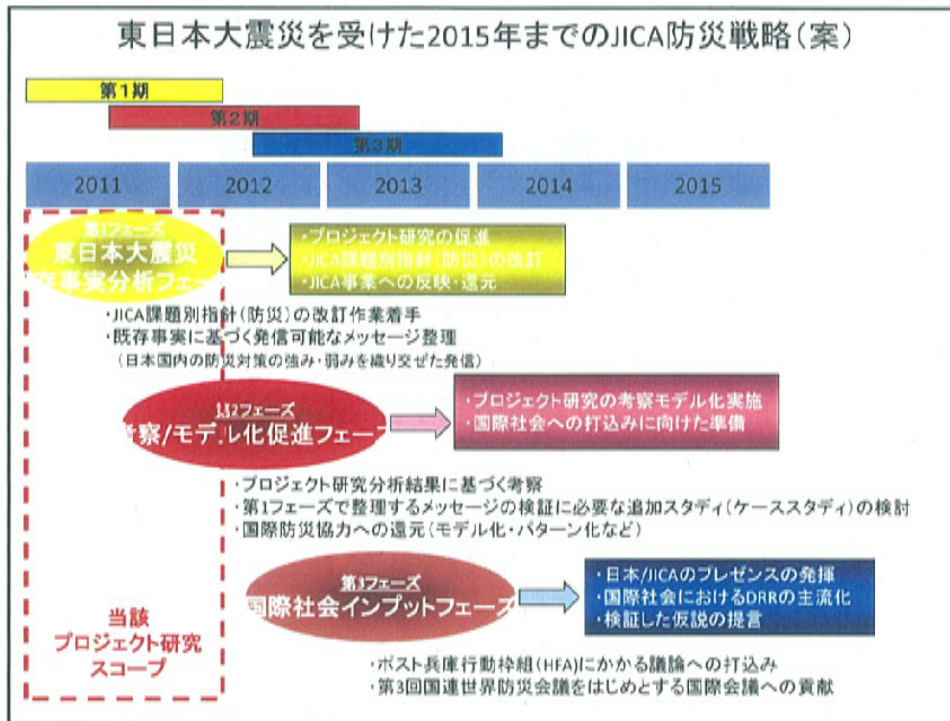 東日本大震災を受けた2015年までのJICA防災戦略(案)
第1期
第2期
第3期
2011
2012
2013
2014
2015
第1フェーズ
東日本大震災
存事実分析フェー
・プロジェクト研究の促進
・JICA課題別指針(防災)の改訂
・JICA事業への反映・還元
・JICA課題別指針(防災)の改訂作業着手
・既存事実に基づく発信可能なメッセージ整理
(日本国内の防災対策の強み・弱みを織り交ぜた発信)
第2フェーズ
察/モデル化促進フェー
・プロジェクト研究の考察モデル化実施
・国際社会への打込みに向けた準備
・プロジェクト研究分析結果に基づく考察
・第1フェーズで整理するメッセージの検証に必要な追加スタディ(ケーススタディ)の検討
・国際防災協力への還元(モデル化・パターン化など)
第3フェーズ
国際社会インプットフェーズ
・日本/JICAのプレゼンスの発揮
・国際社会におけるDRRの主流化
・検証した仮説の提言
・ポスト兵庫行動枠組(HFA)にかかる議論への打込み
・第3回国連世界防災会議をはじめとする国際会議への貢献
当該
プロジェクト研究
スコープ